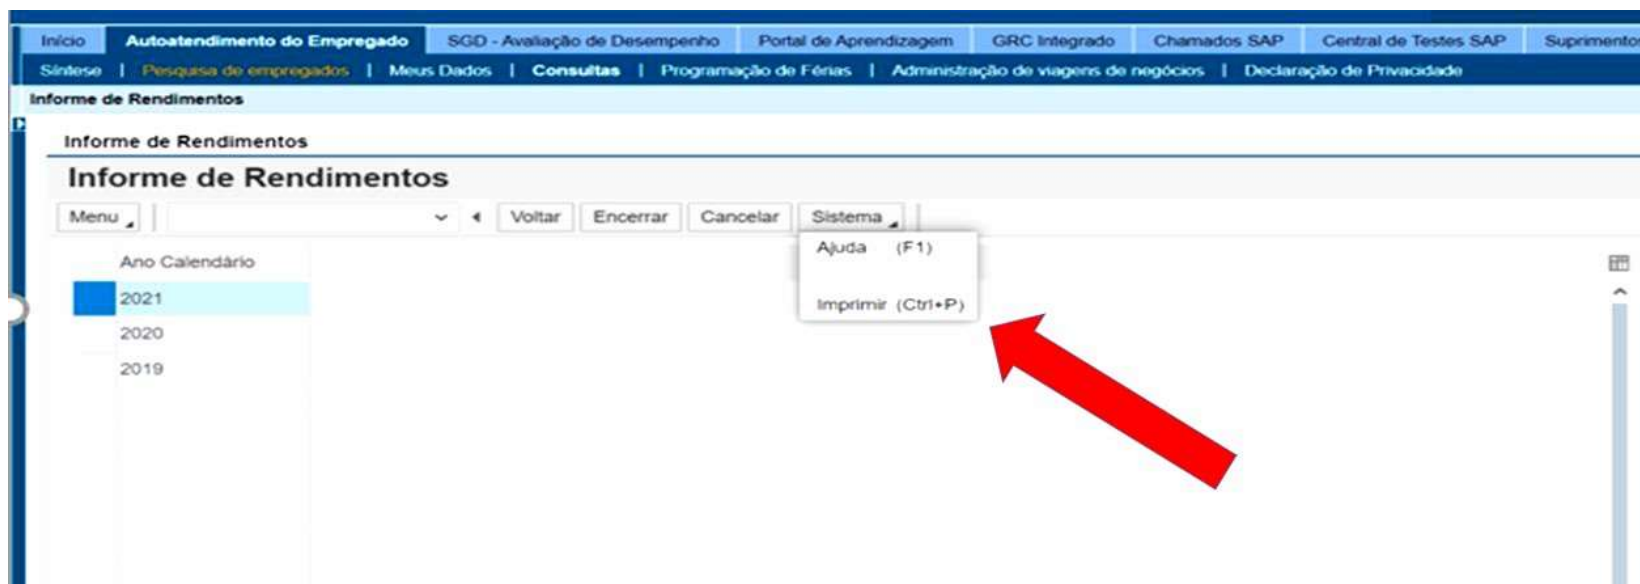 Início Autoatendimento do Empregado SGD - Avaliação de Desempenho Portal de Aprendizagem GRC Integrado Chamados SAP Central de Testes SAP Suprimentos
Síntese | Pesquisa de empregados | Meus Dados | Consultas | Programação de Férias | Administração de viagens de negócios | Declaração de Privacidade
Informe de Rendimentos
Informe de Rendimentos
Informe de Rendimentos
Menu Voltar Encerrar Cancelar Sistema
Ajuda (F1)
Ano Calendário
2021
Imprimir (Ctrl+P)
2020
2019